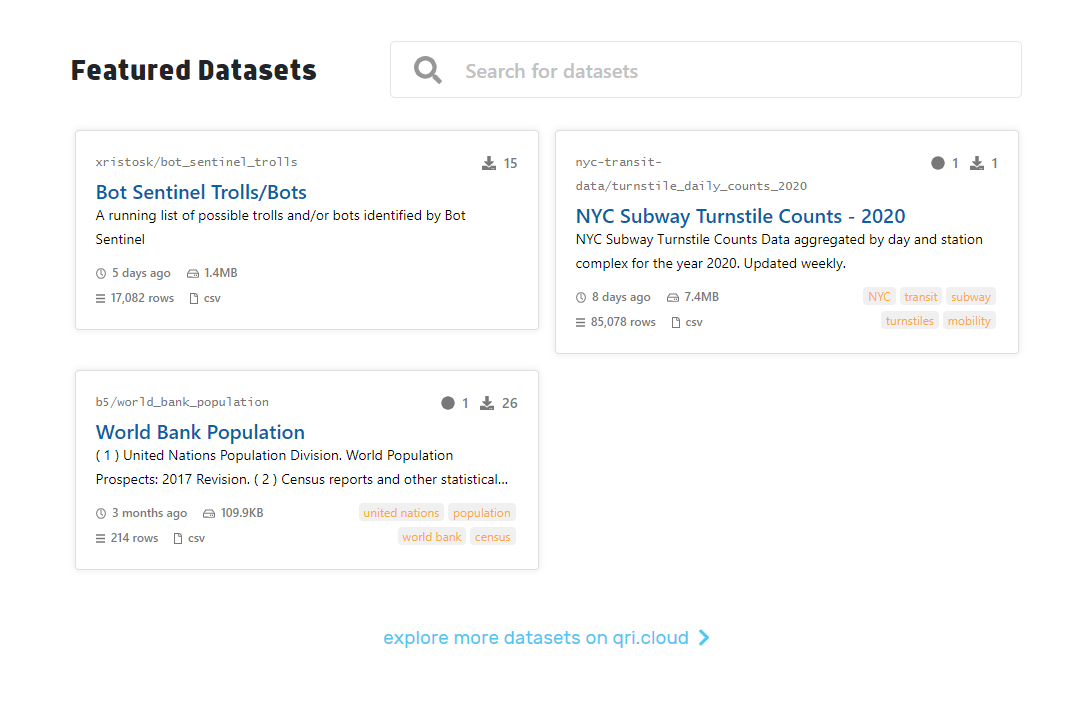 Featured Datasets
Search for datasets
xristosk/bot_sentinel_trolls
15
Bot Sentinel Trolls/Bots
A running list of possible trolls and/or bots identified by Bot
Sentinel
5 days ago 1.4MB
17,082 rows csv
nyc-transit-
data/turnstile_daily_counts_2020
1 1
NYC Subway Turnstile Counts - 2020
NYC Subway Turnstile Counts Data aggregated by day and station
complex for the year 2020. Updated weekly.
8 days ago 7.4MB
85,078 rows csv
NYC transit subway
turnstiles mobility
b5/world_bank_population
1 26
World Bank Population
( 1 ) United Nations Population Division. World Population
Prospects: 2017 Revision. ( 2 ) Census reports and other statistical...
3 months ago 109.9KB
214 rows csv
united nations population
world bank census
explore more datasets on qri.cloud